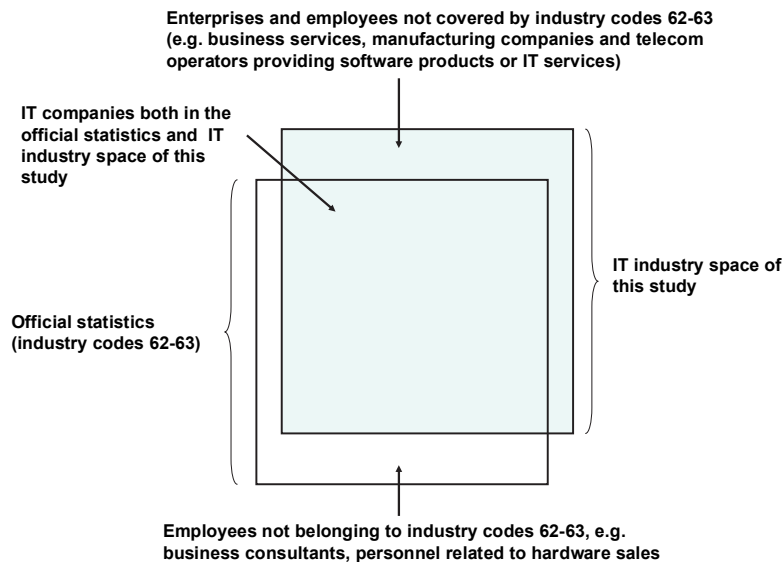 Enterprises and employees not covered by industry codes 62-63
(e.g. business services, manufacturing companies and telecom
operators providing software products or IT services)
IT companies both in the
official statistics and IT
industry space of this
study
IT industry space of
this study
Official statistics
(industry codes 62-63)
Employees not belonging to industry codes 62-63, e.g.
business consultants, personnel related to hardware sales